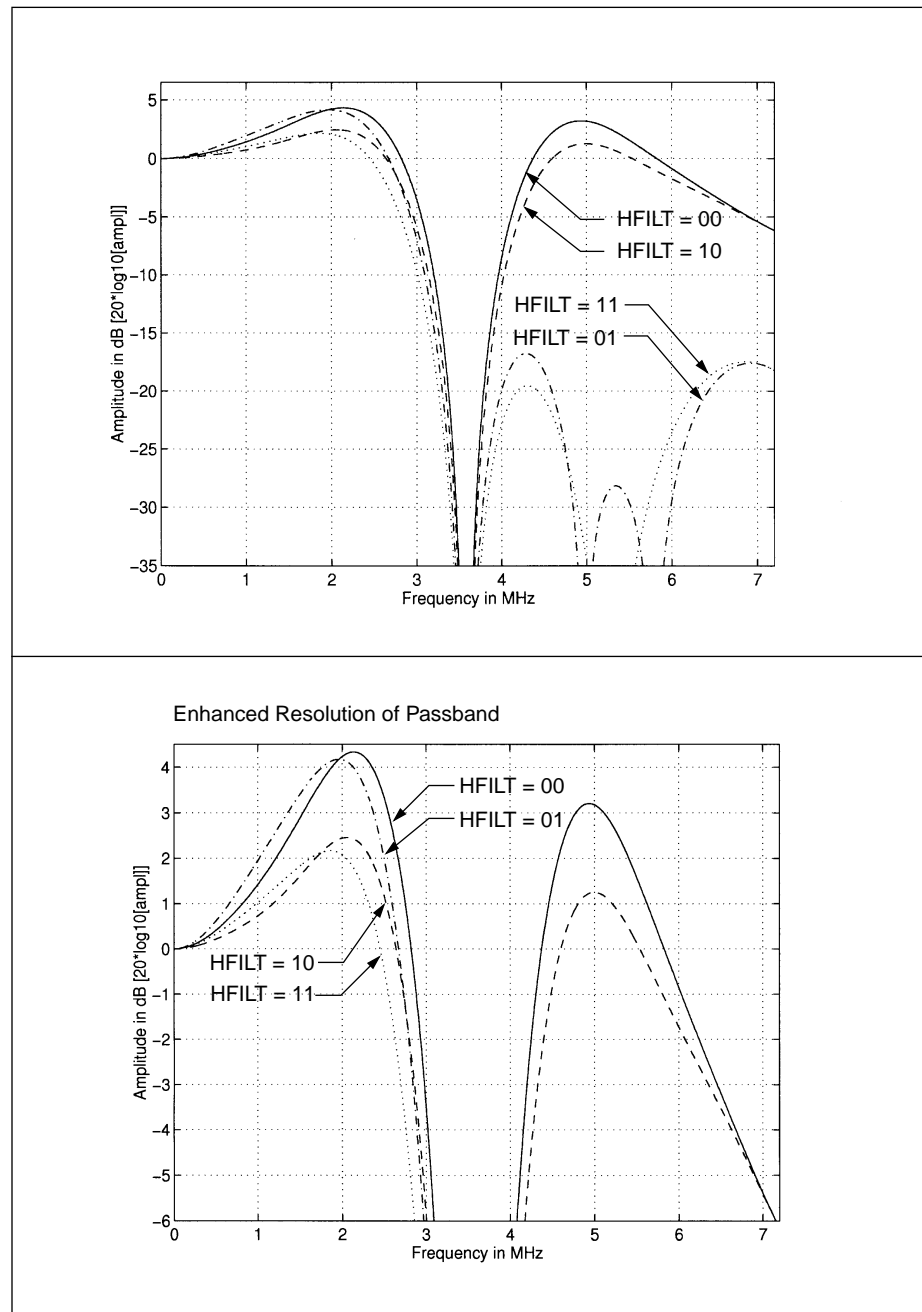 5
0
−5
−10
−15
−20
−25
−30
−35
0 1 2 3 4 5 6 7
Frequency in MHz
Amplitude in dB [20*log10[ampl]]
HFILT = 00
HFILT = 10
HFILT = 11
HFILT = 01
Enhanced Resolution of Passband
4
3
2
1
0
−1
−2
−3
−4
−5
−6
0 1 2 3 4 5 6 7
Frequency in MHz
Amplitude in dB [20*log10[ampl]]
HFILT = 00
HFILT = 01
HFILT = 10
HFILT = 11